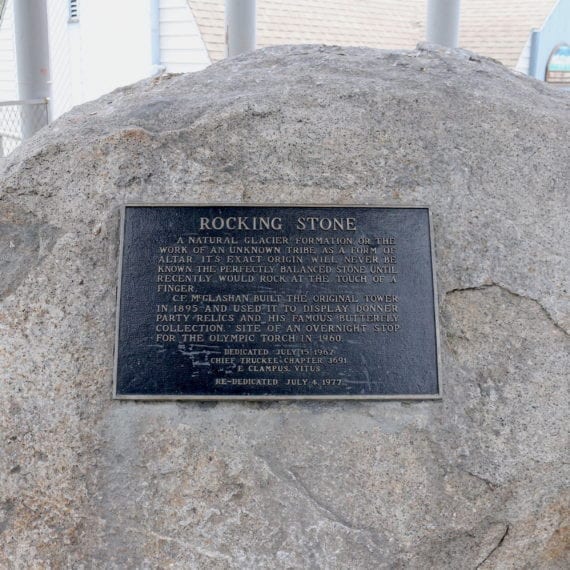 ROCKING STONE
A NATURAL GLACIER FORMATION OR THE
WORK OF AN UNKNOWN TRIBE AS A FORM OF
ALTAR. IT'S EXACT ORIGIN WILL NEVER BE
KNOWN. THE PERFECTLY BALANCED STONE UNTIL
RECENTLY WOULD ROCK AT THE TOUCH OF A
FINGER.
C.F. McGLASHAN BUILT THE ORIGINAL TOWER
IN 1895 AND USED IT TO DISPLAY DONNER
PARTY RELICS AND HIS FAMOUS BUTTERFLY
COLLECTION. SITE OF AN OVERNIGHT STOP
FOR THE OLYMPIC TORCH IN 1960.
DEDICATED JULY 15, 1962
CHIEF TRUCKEE CHAPTER 3691
E CLAMPUS VITUS
RE-DEDICATED JULY 4, 1977